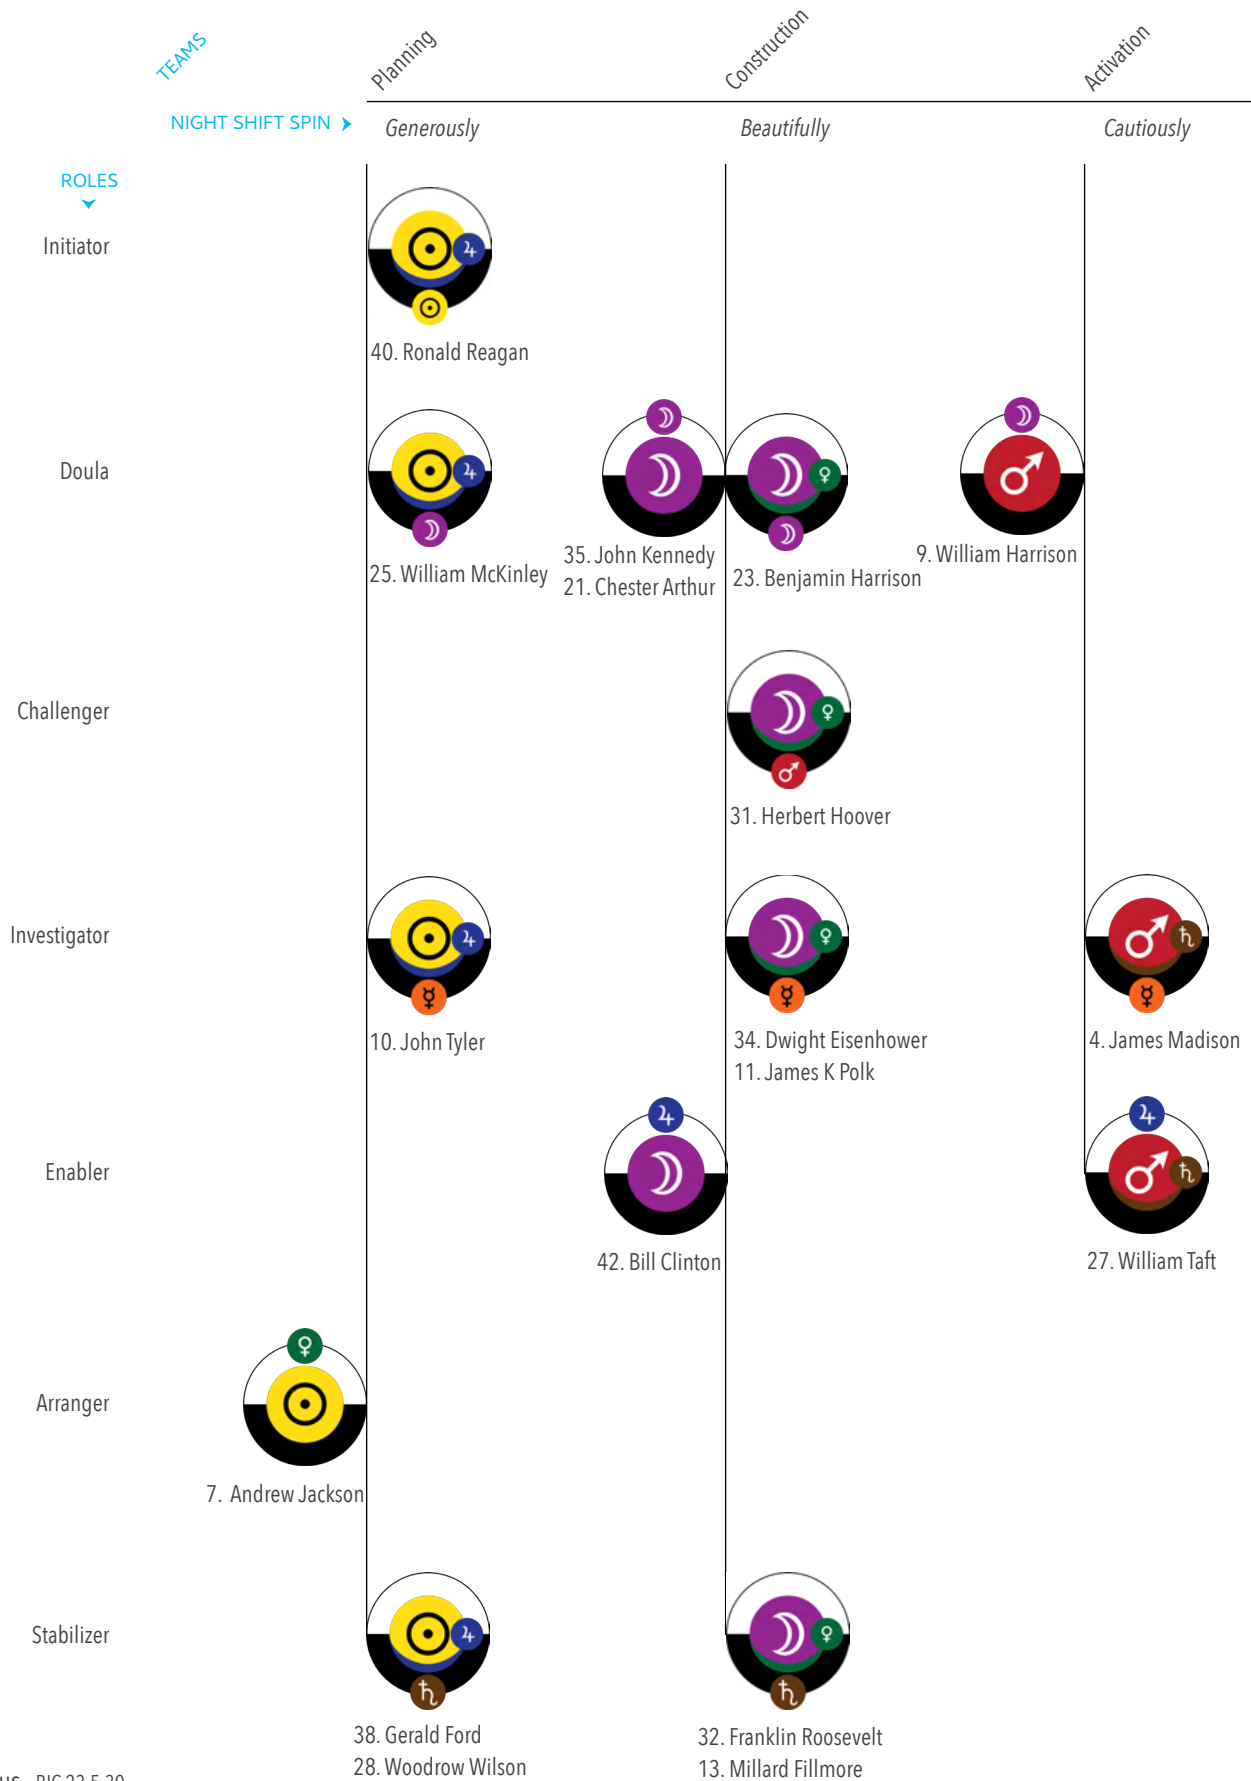 TEAMS
Planning
Construction
Activation
NIGHT SHIFT SPIN
Generously
Beautifully
Cautiously
ROLES
Initiator
40. Ronald Reagan
Doula
25. William McKinley
35. John Kennedy
21. Chester Arthur
23. Benjamin Harrison
9. William Harrison
Challenger
31. Herbert Hoover
Investigator
10. John Tyler
34. Dwight Eisenhower
11. James K Polk
4. James Madison
Enabler
42. Bill Clinton
27. William Taft
Arranger
7. Andrew Jackson
Stabilizer
38. Gerald Ford
28. Woodrow Wilson
32. Franklin Roosevelt
13. Millard Fillmore